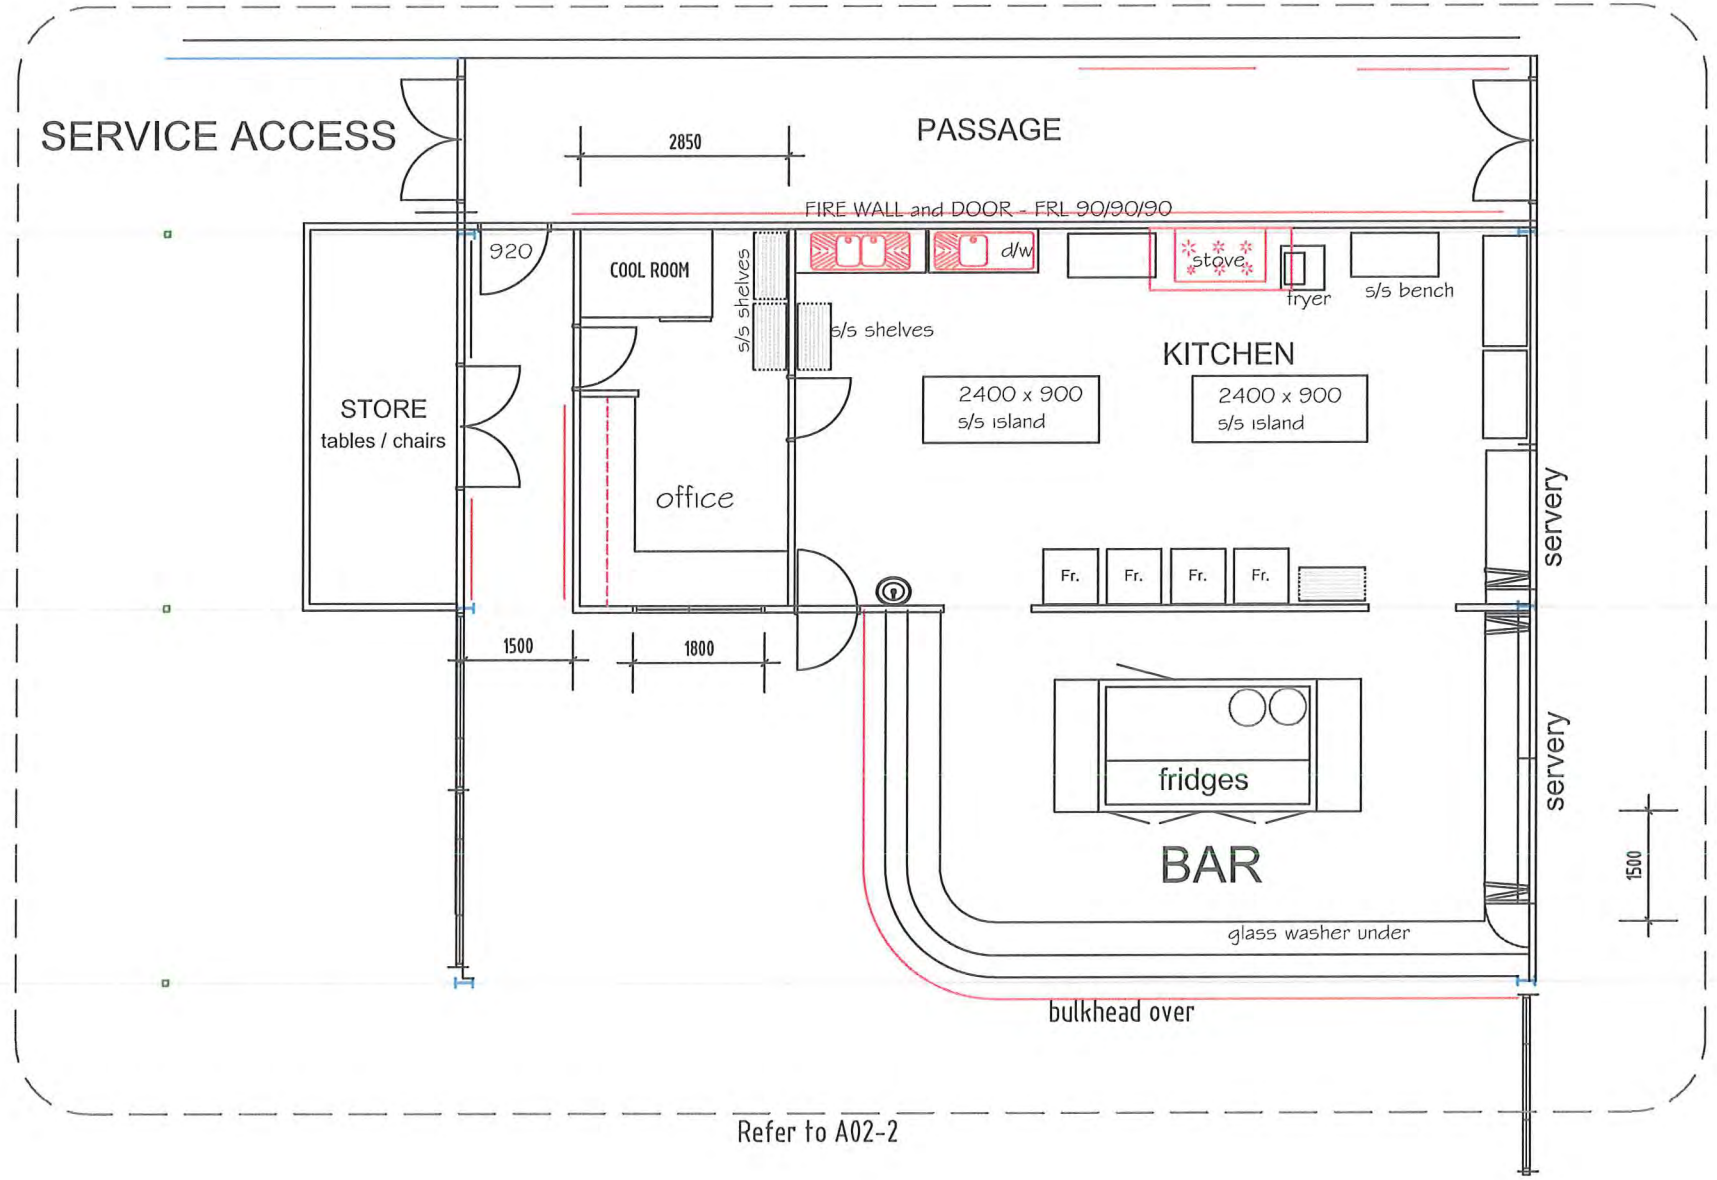 SERVICE ACCESS
PASSAGE
2850
FIRE WALL and DOOR - FRL 90/90/90
920
COOL ROOM
s/s shelves
d/w
stove
fryer
s/s bench
s/s shelves
KITCHEN
STORE
tables / chairs
2400 x 900
s/s island
2400 x 900
s/s island
office
servery
Fr.
Fr.
Fr.
Fr.
1500
1800
fridges
servery
BAR
1500
glass washer under
bulkhead over
Refer to A02-2